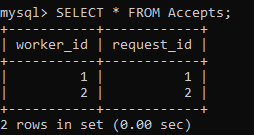 mysql> SELECT * FROM Accepts;
+-----------+------------+
| worker_id | request_id |
+-----------+------------+
|         1 |          1 |
|         2 |          2 |
+-----------+------------+
2 rows in set (0.00 sec)